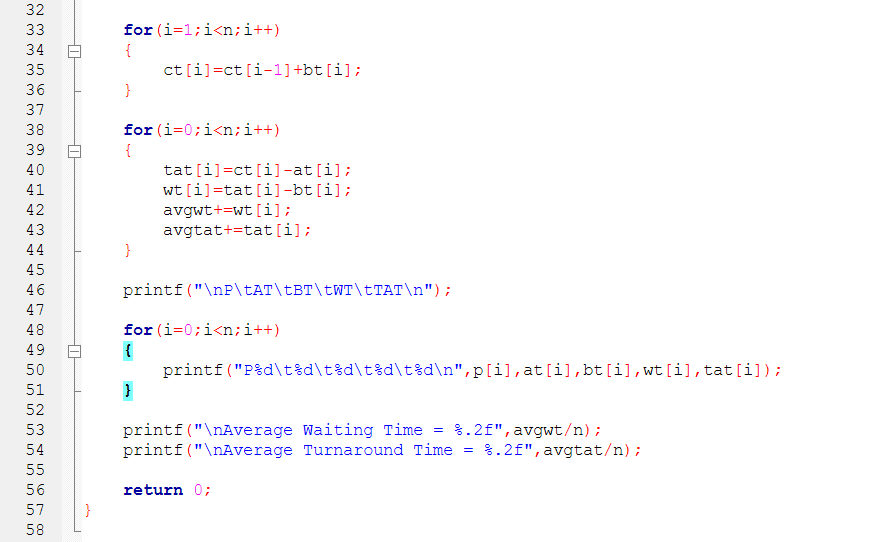 32
33 for(i=1;i<n;i++)
34 {
35 ct[i]=ct[i-1]+bt[i];
36 }
37
38 for(i=0;i<n;i++)
39 {
40 tat[i]=ct[i]-at[i];
41 wt[i]=tat[i]-bt[i];
42 avgwt+=wt[i];
43 avgtat+=tat[i];
44 }
45
46 printf("\nP\tAT\tBT\tWT\tTAT\n");
47
48 for(i=0;i<n;i++)
49 {
50 printf("P%d\t%d\t%d\t%d\t%d\n",p[i],at[i],bt[i],wt[i],tat[i]);
51 }
52
53 printf("\nAverage Waiting Time = %.2f",avgwt/n);
54 printf("\nAverage Turnaround Time = %.2f",avgtat/n);
55
56 return 0;
57 }
58